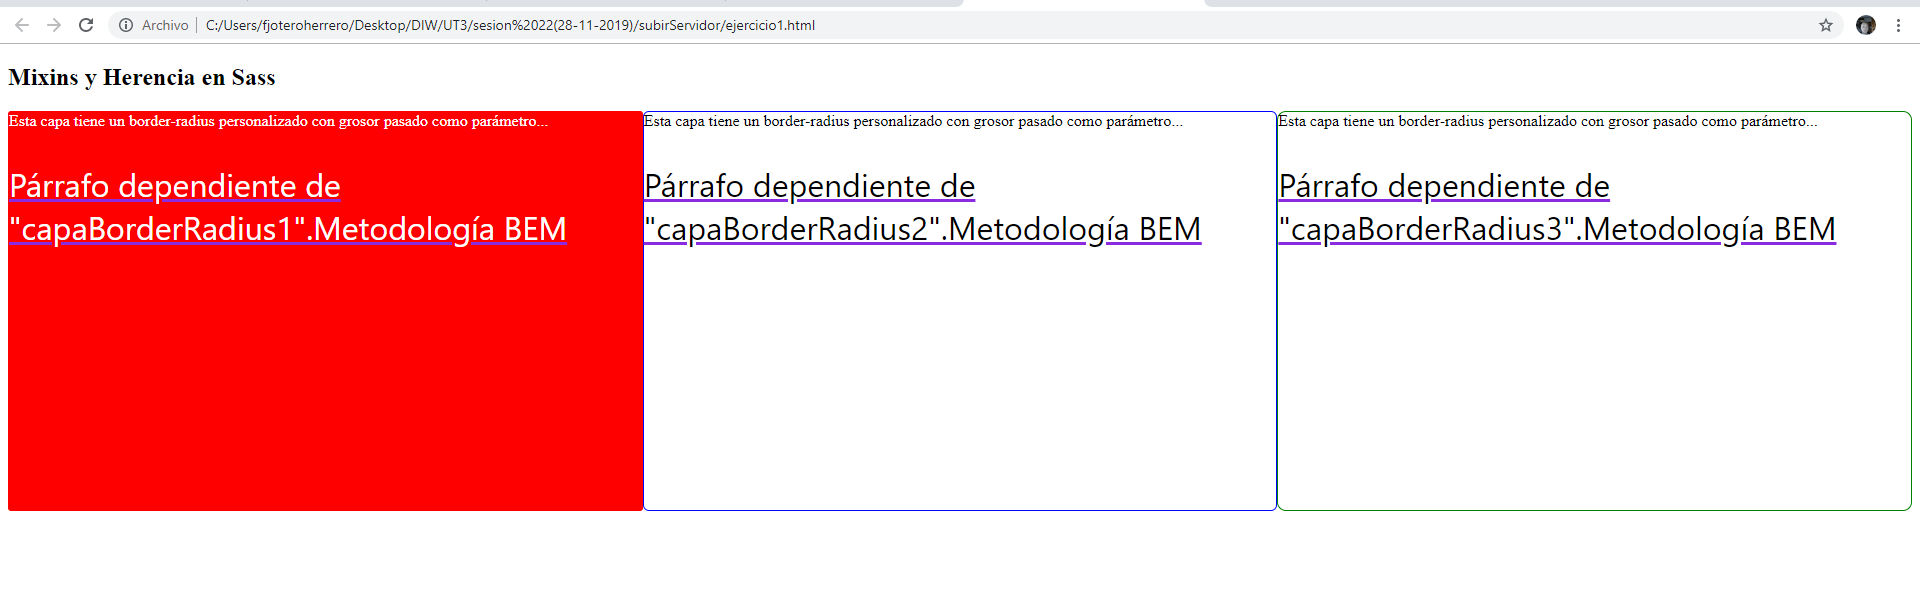 Archivo C:/Users/fjoteroherrero/Desktop/DIW/UT3/sesion%2022(28-11-2019)/subirServidor/ejercicio1.html
Mixins y Herencia en Sass
Esta capa tiene un border-radius personalizado con grosor pasado como parámetro...
Párrafo dependiente de
"capaBorderRadius1".Metodología BEM
Esta capa tiene un border-radius personalizado con grosor pasado como parámetro...
Párrafo dependiente de
"capaBorderRadius2".Metodología BEM
Esta capa tiene un border-radius personalizado con grosor pasado como parámetro...
Párrafo dependiente de
"capaBorderRadius3".Metodología BEM